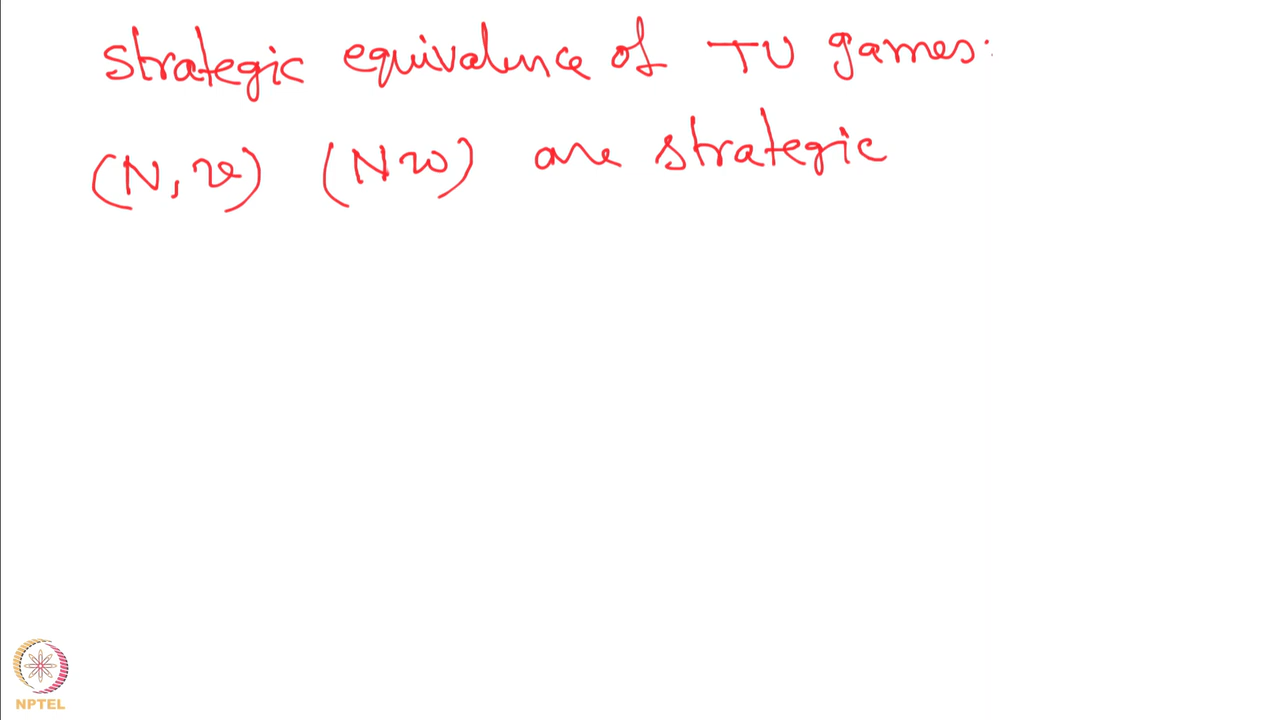 strategic equivalence of TU games:
(N, v) (N w) are strategic
NPTEL